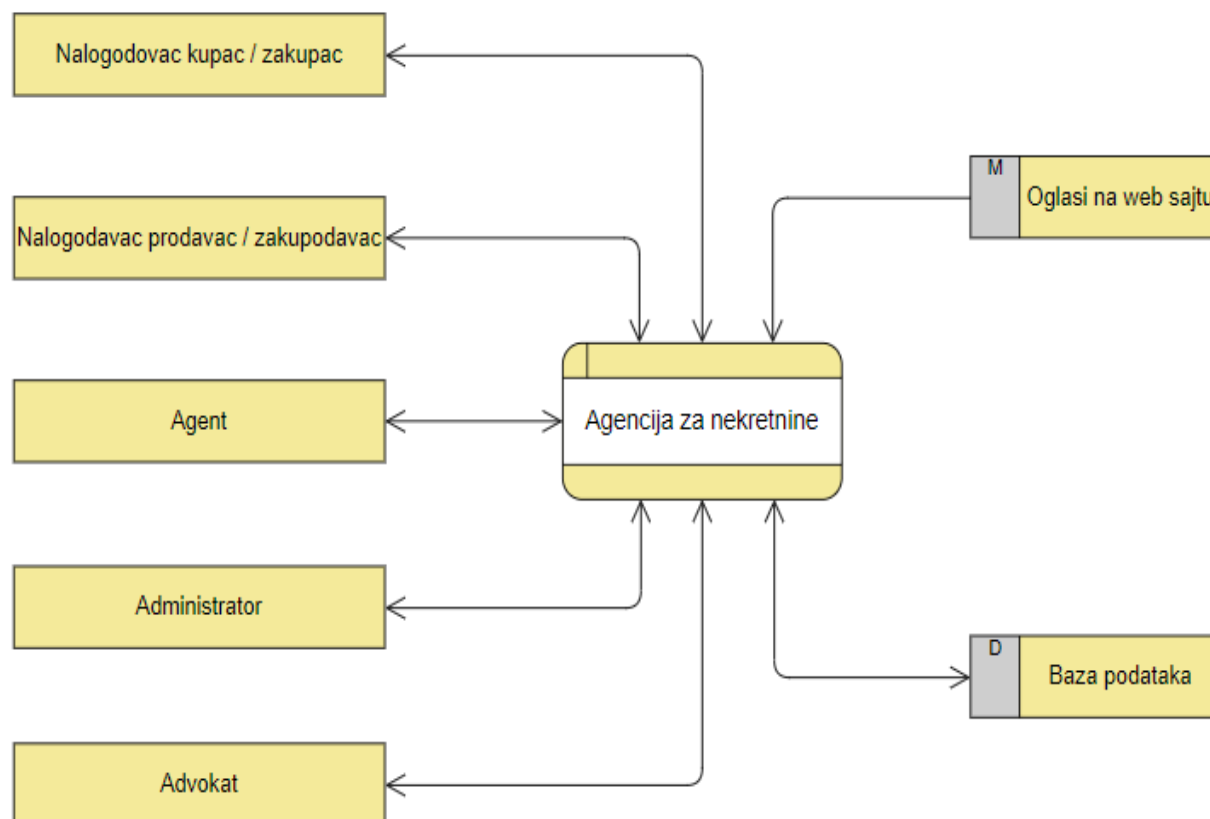 Nalogodovac kupac / zakupac
M
Oglasi na web sajtu
Nalogodavac prodavac / zakupodavac
Agent
Agencija za nekretnine
Administrator
D
Baza podataka
Advokat